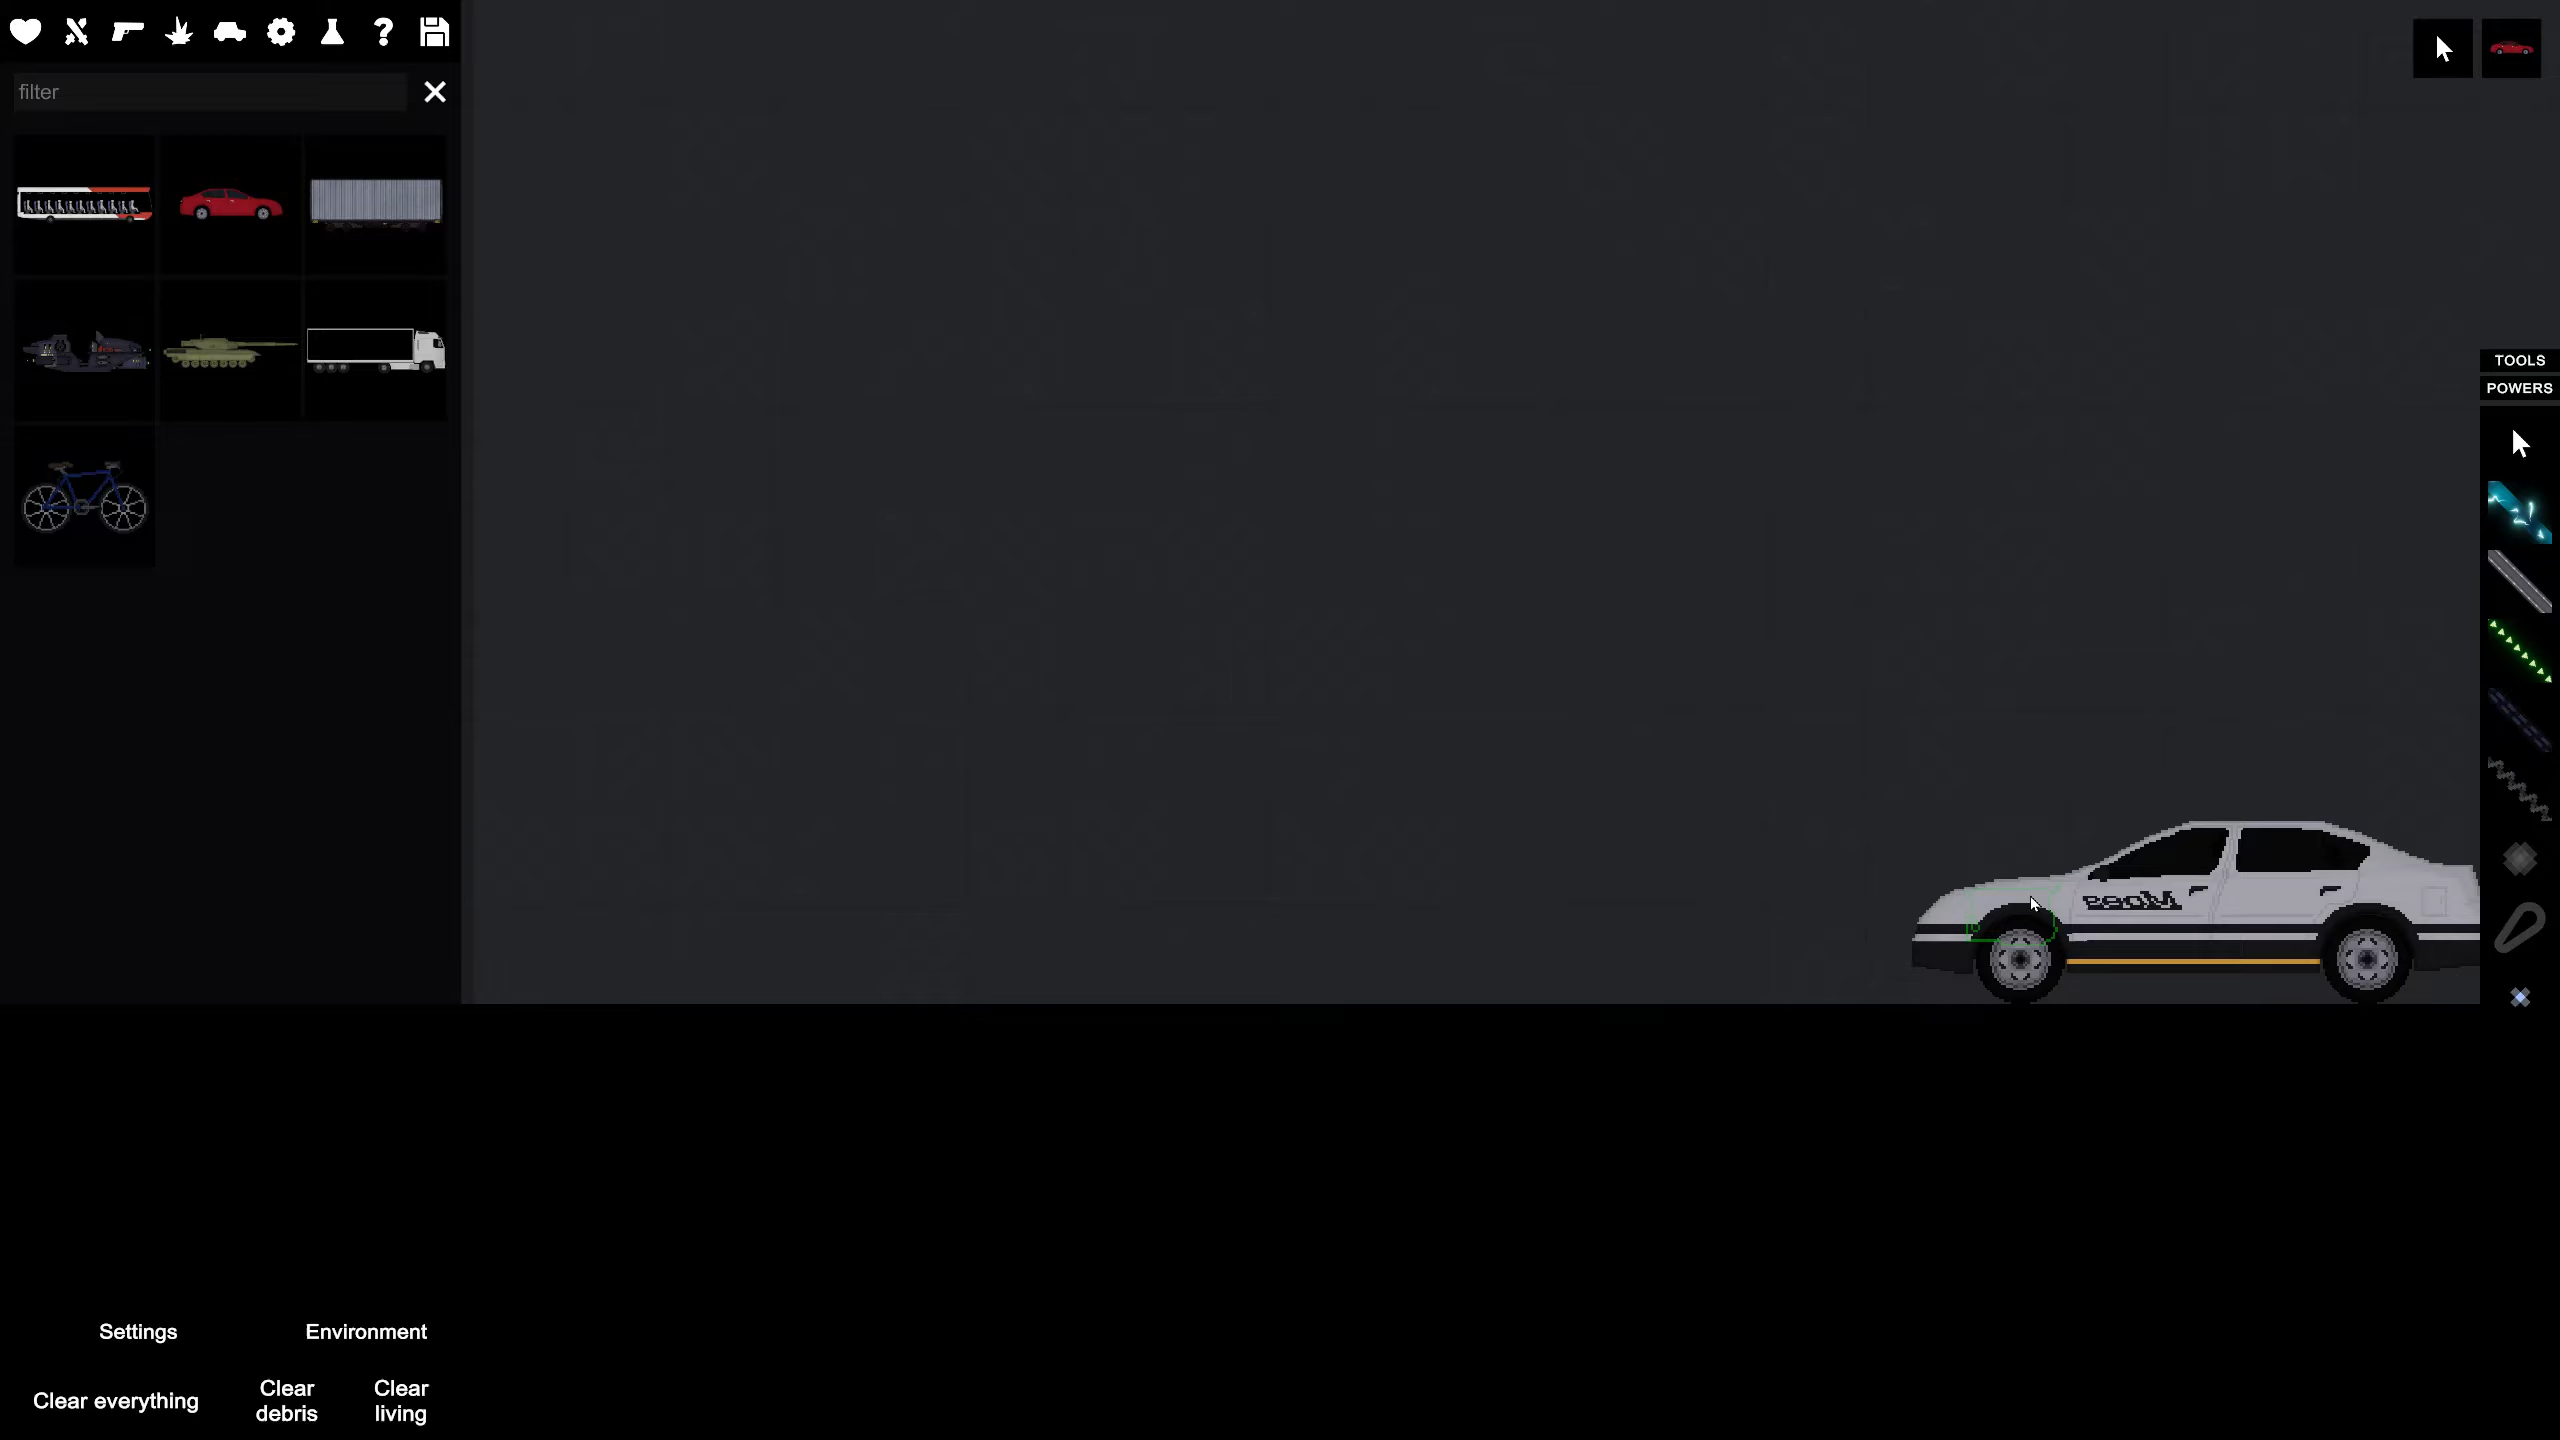 filter
TOOLS
POWERS
Settings
Environment
Clear everything
Clear
debris
Clear
living